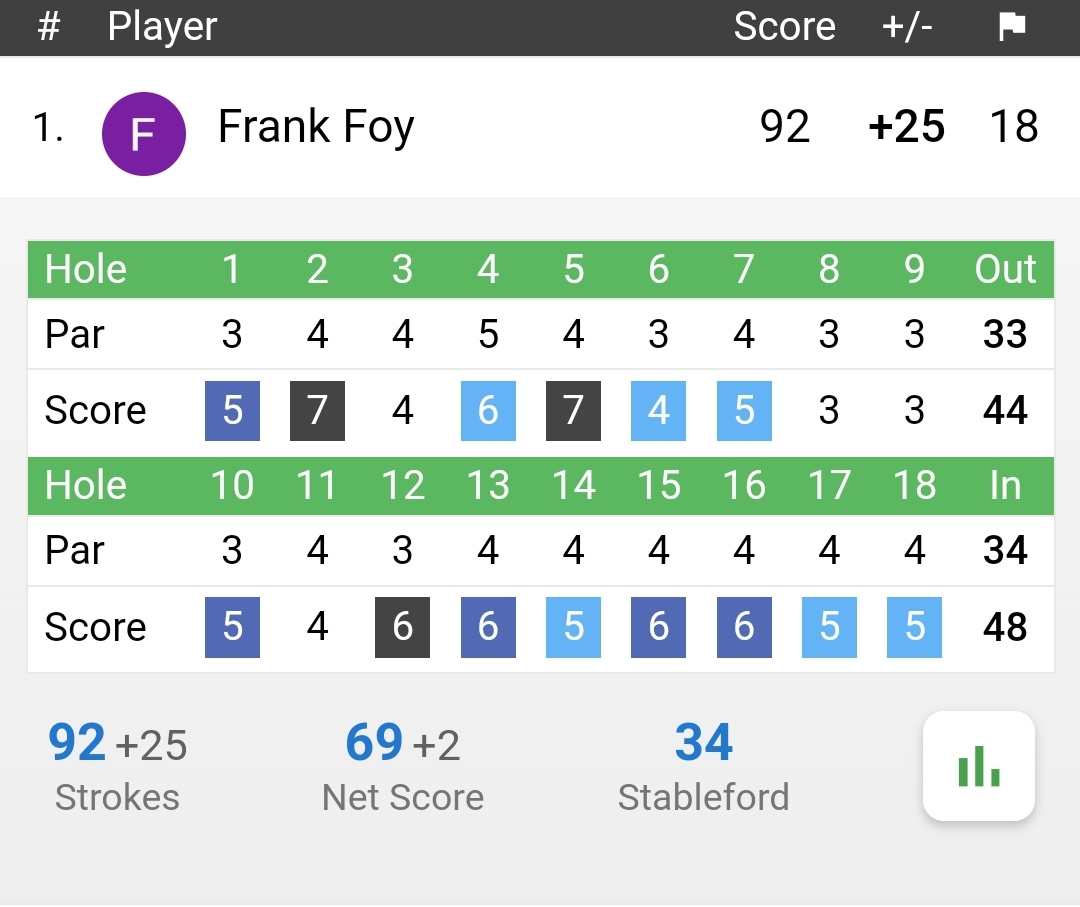 # Player Score +/-
1. F Frank Foy 92 +25 18
Hole 1 2 3 4 5 6 7 8 9 Out
Par 3 4 4 5 4 3 4 3 3 33
Score 5 7 4 6 7 4 5 3 3 44
Hole 10 11 12 13 14 15 16 17 18 In
Par 3 4 3 4 4 4 4 4 4 34
Score 5 4 6 6 5 6 6 5 5 48
92 +25 69 +2 34
Strokes Net Score Stableford